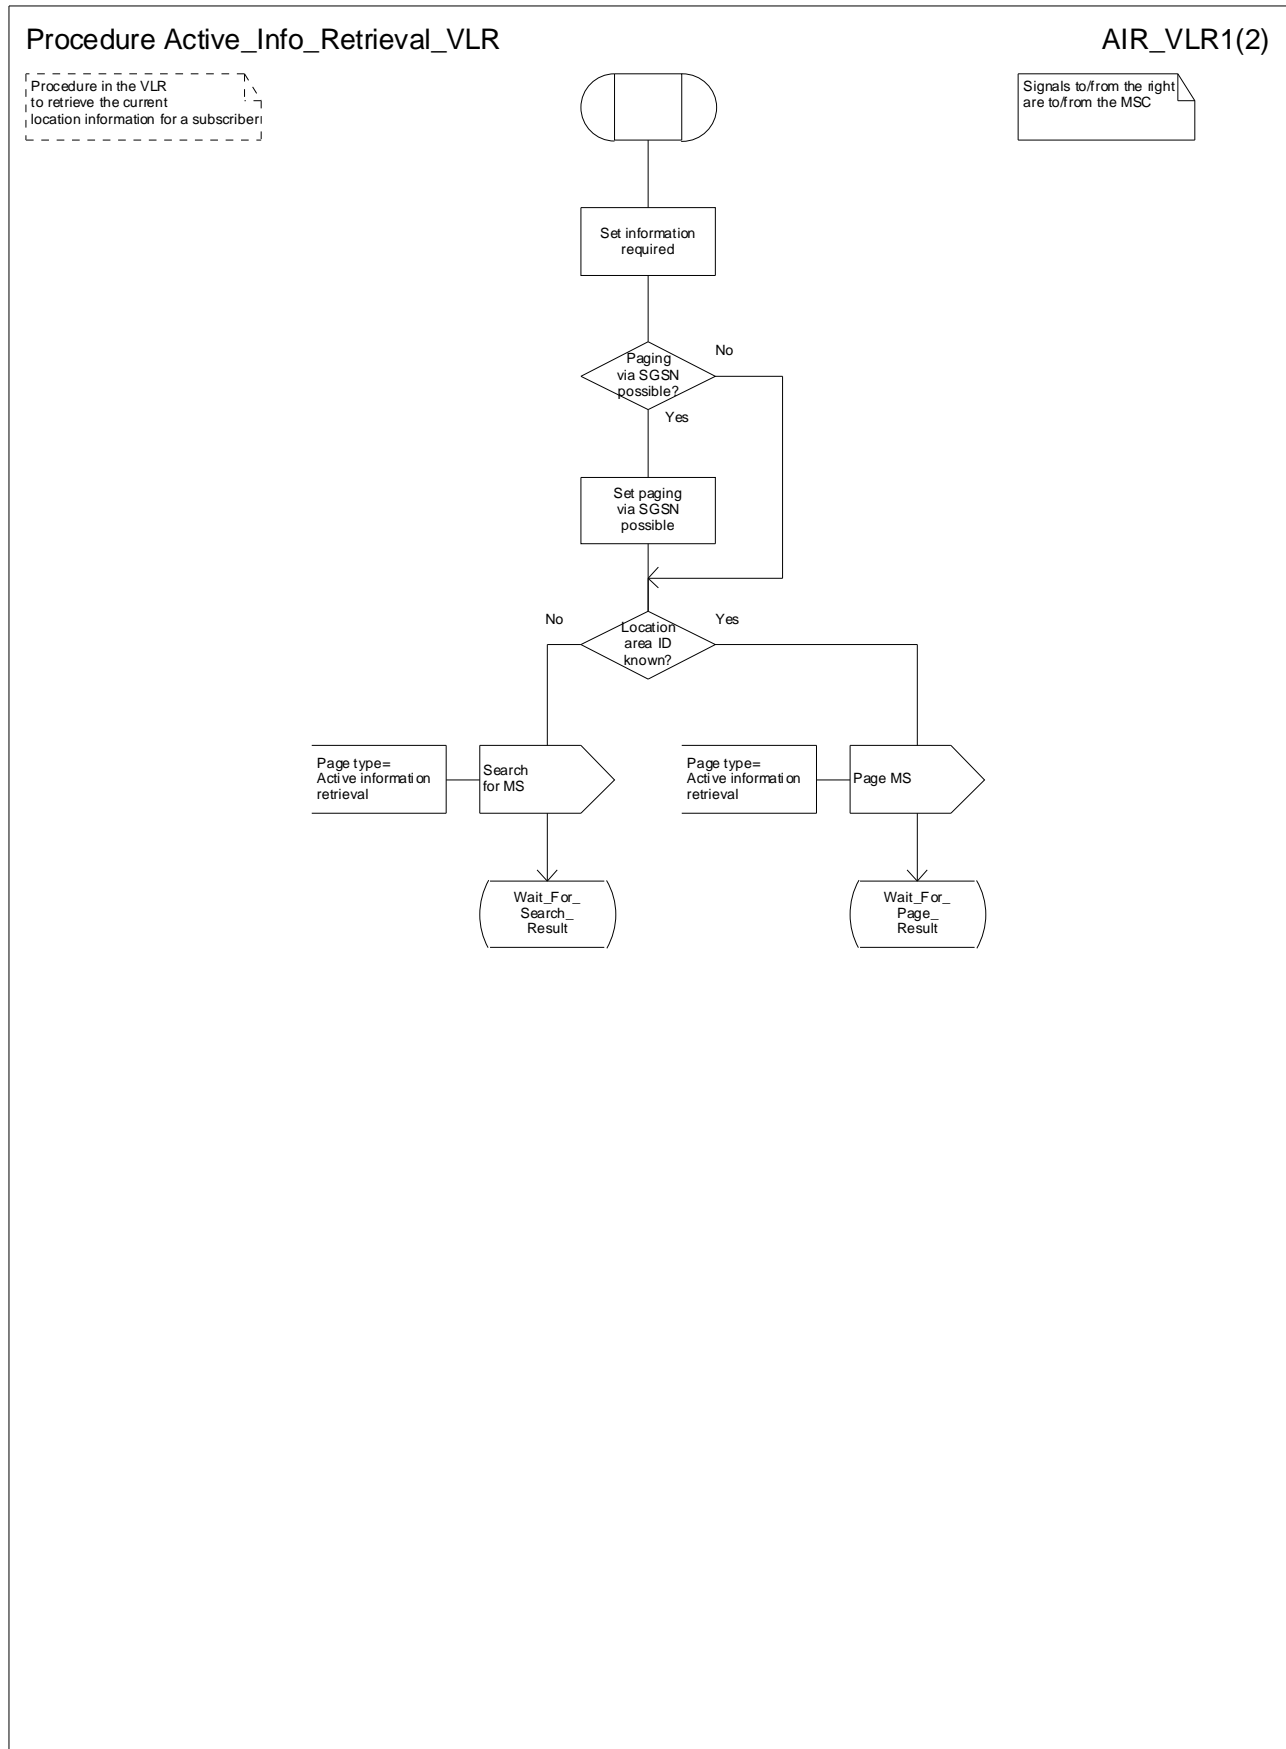 Procedure Active_Info_Retrieval_VLR
AIR_VLR1(2)
Procedure in the VLR
to retrieve the current
location information for a subscriber
Signals to/from the right
are to/from the MSC
Set information
required
Paging
via SGSN
possible?
No
Yes
Set paging
via SGSN
possible
No
Location
area ID
known?
Yes
Page type=
Active information
retrieval
Search
for MS
Page type=
Active information
retrieval
Page MS
Wait_For_
Search_
Result
Wait_For_
Page_
Result